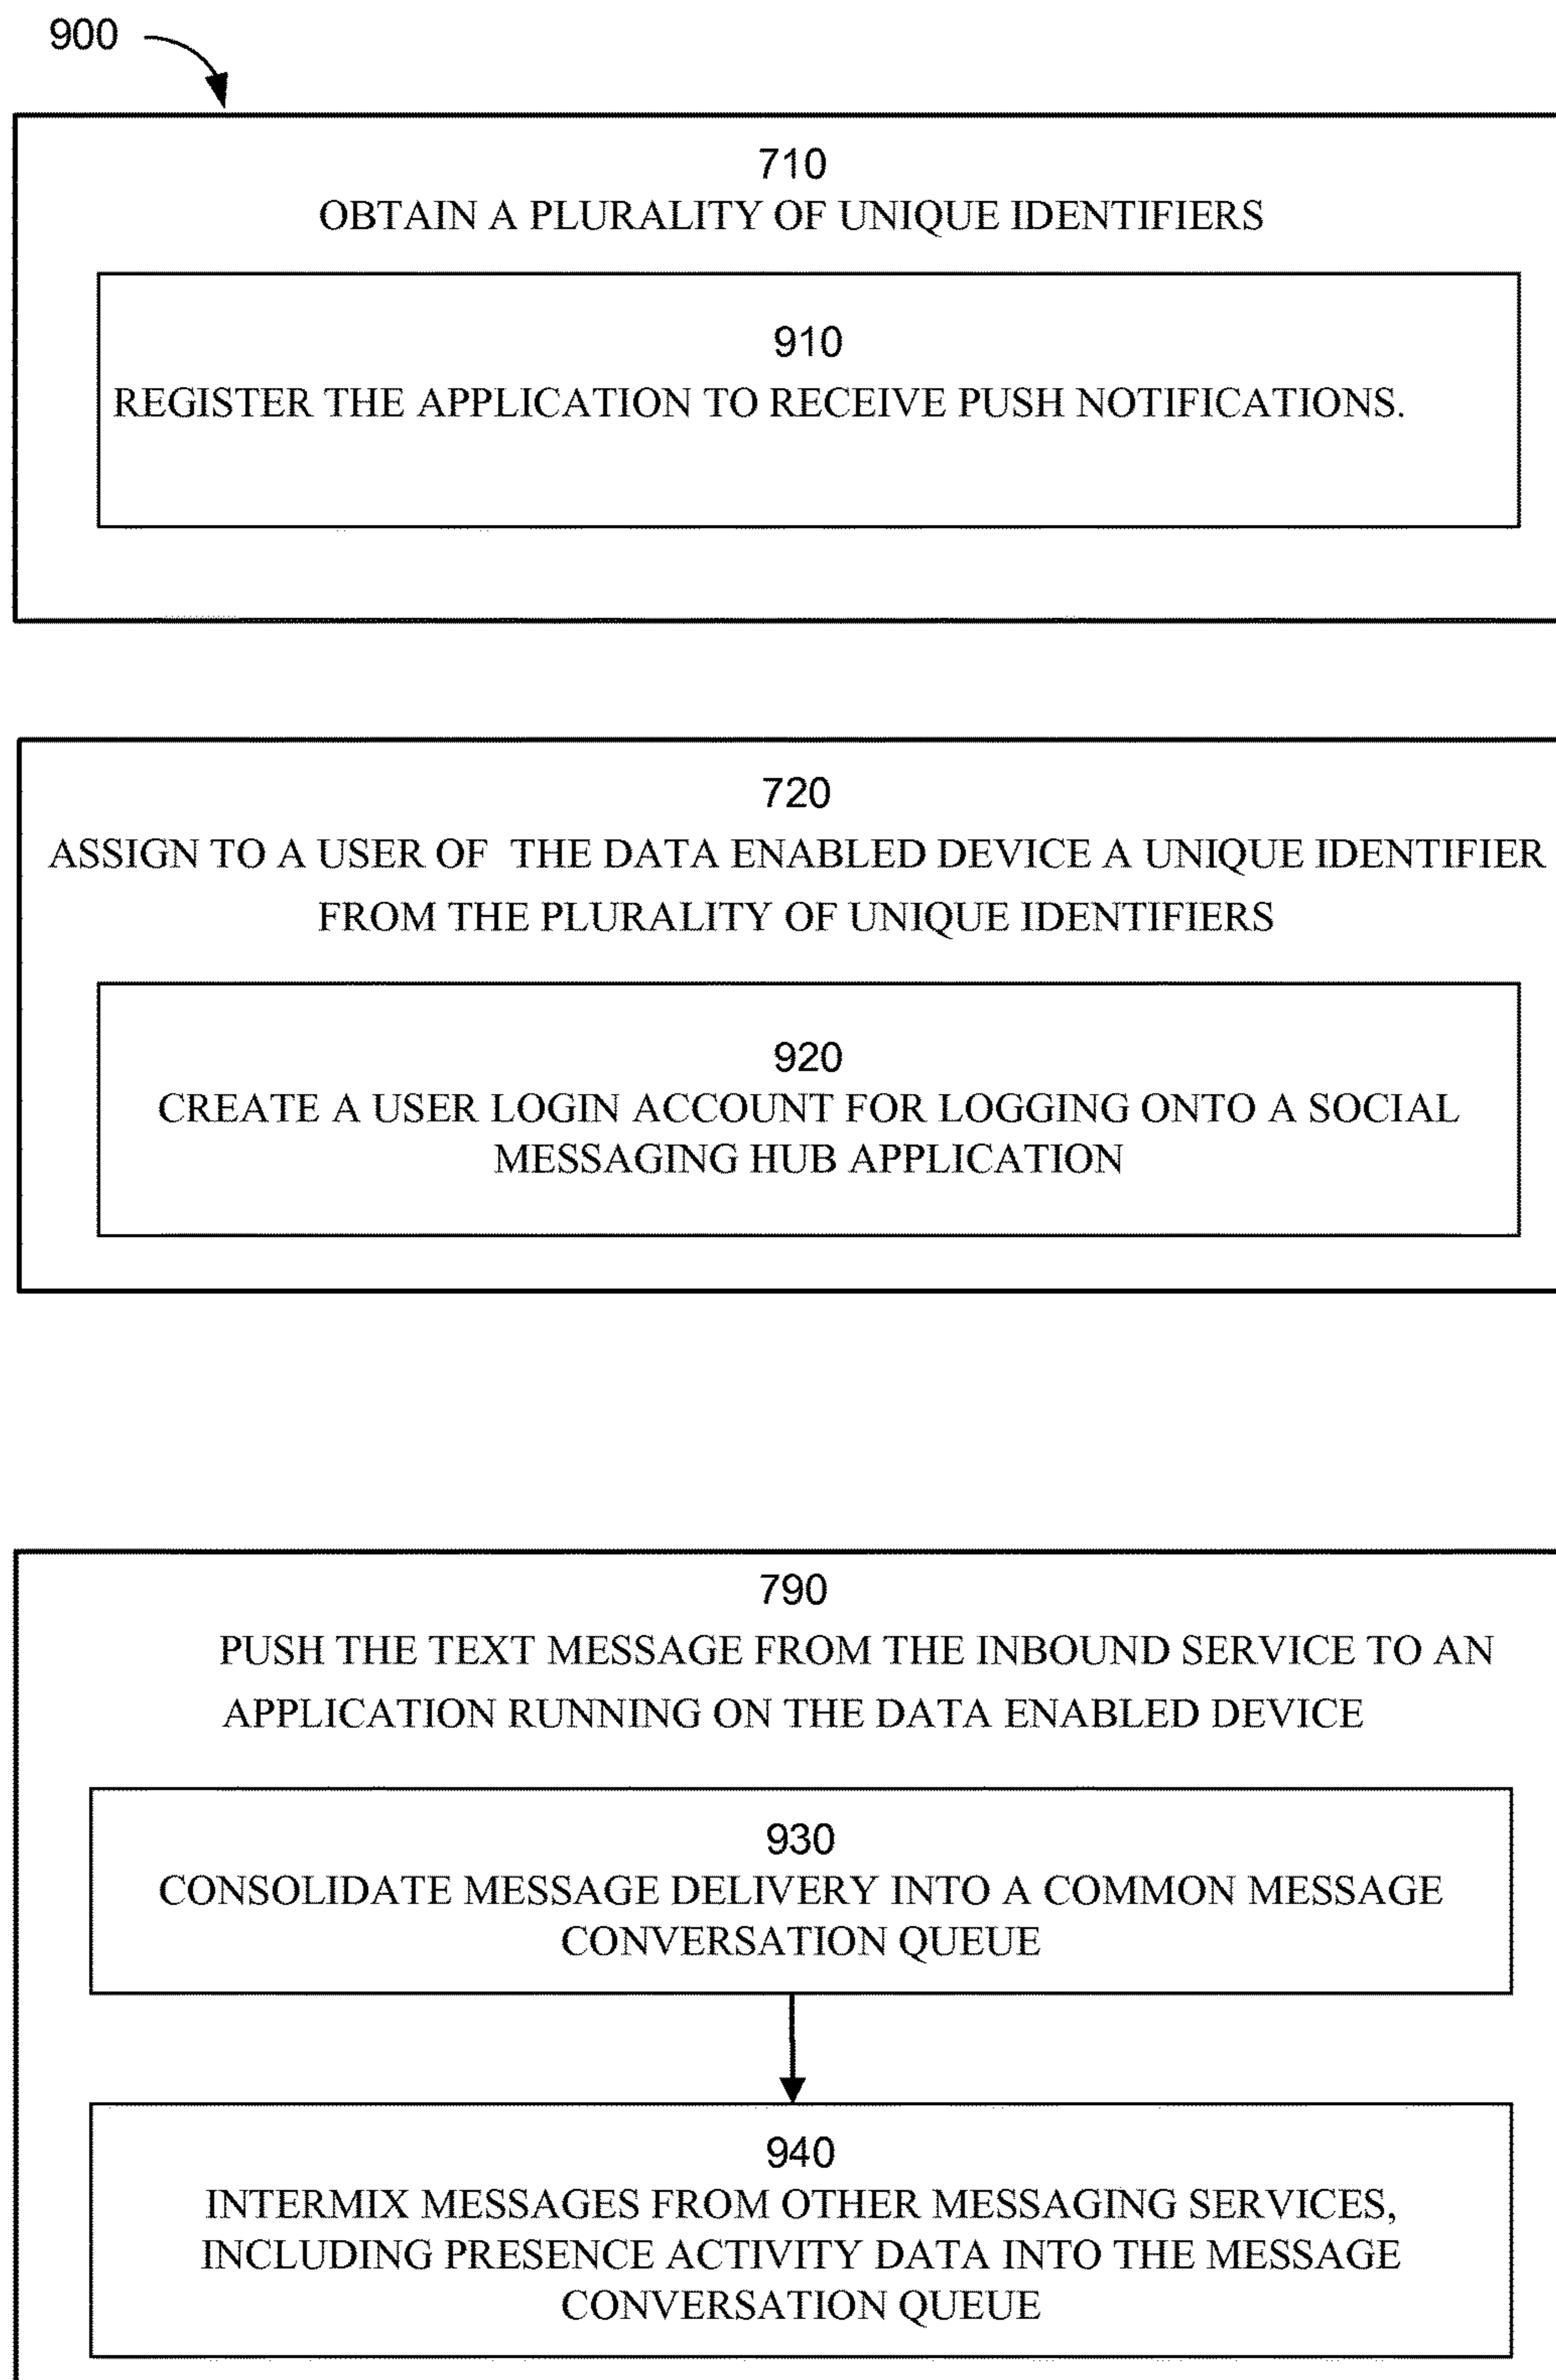 900
710
OBTAIN A PLURALITY OF UNIQUE IDENTIFIERS
910
REGISTER THE APPLICATION TO RECEIVE PUSH NOTIFICATIONS.
720
ASSIGN TO A USER OF THE DATA ENABLED DEVICE A UNIQUE IDENTIFIER
FROM THE PLURALITY OF UNIQUE IDENTIFIERS
920
CREATE A USER LOGIN ACCOUNT FOR LOGGING ONTO A SOCIAL
MESSAGING HUB APPLICATION
790
PUSH THE TEXT MESSAGE FROM THE INBOUND SERVICE TO AN
APPLICATION RUNNING ON THE DATA ENABLED DEVICE
930
CONSOLIDATE MESSAGE DELIVERY INTO A COMMON MESSAGE
CONVERSATION QUEUE
940
INTERMIX MESSAGES FROM OTHER MESSAGING SERVICES,
INCLUDING PRESENCE ACTIVITY DATA INTO THE MESSAGE
CONVERSATION QUEUE